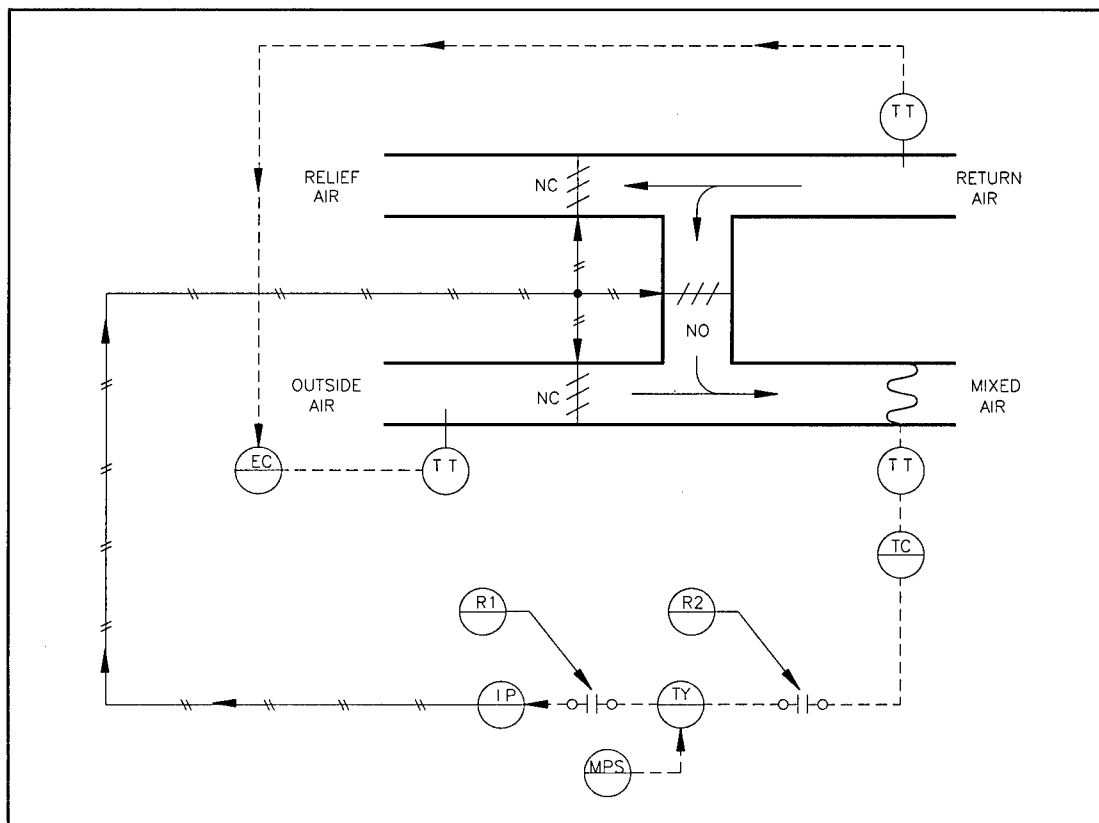 TT
RELIEF
AIR
NC
RETURN
AIR
NO
OUTSIDE
AIR
NC
MIXED
AIR
EC
TT
TT
TC
R1
R2
IP
TY
MPS